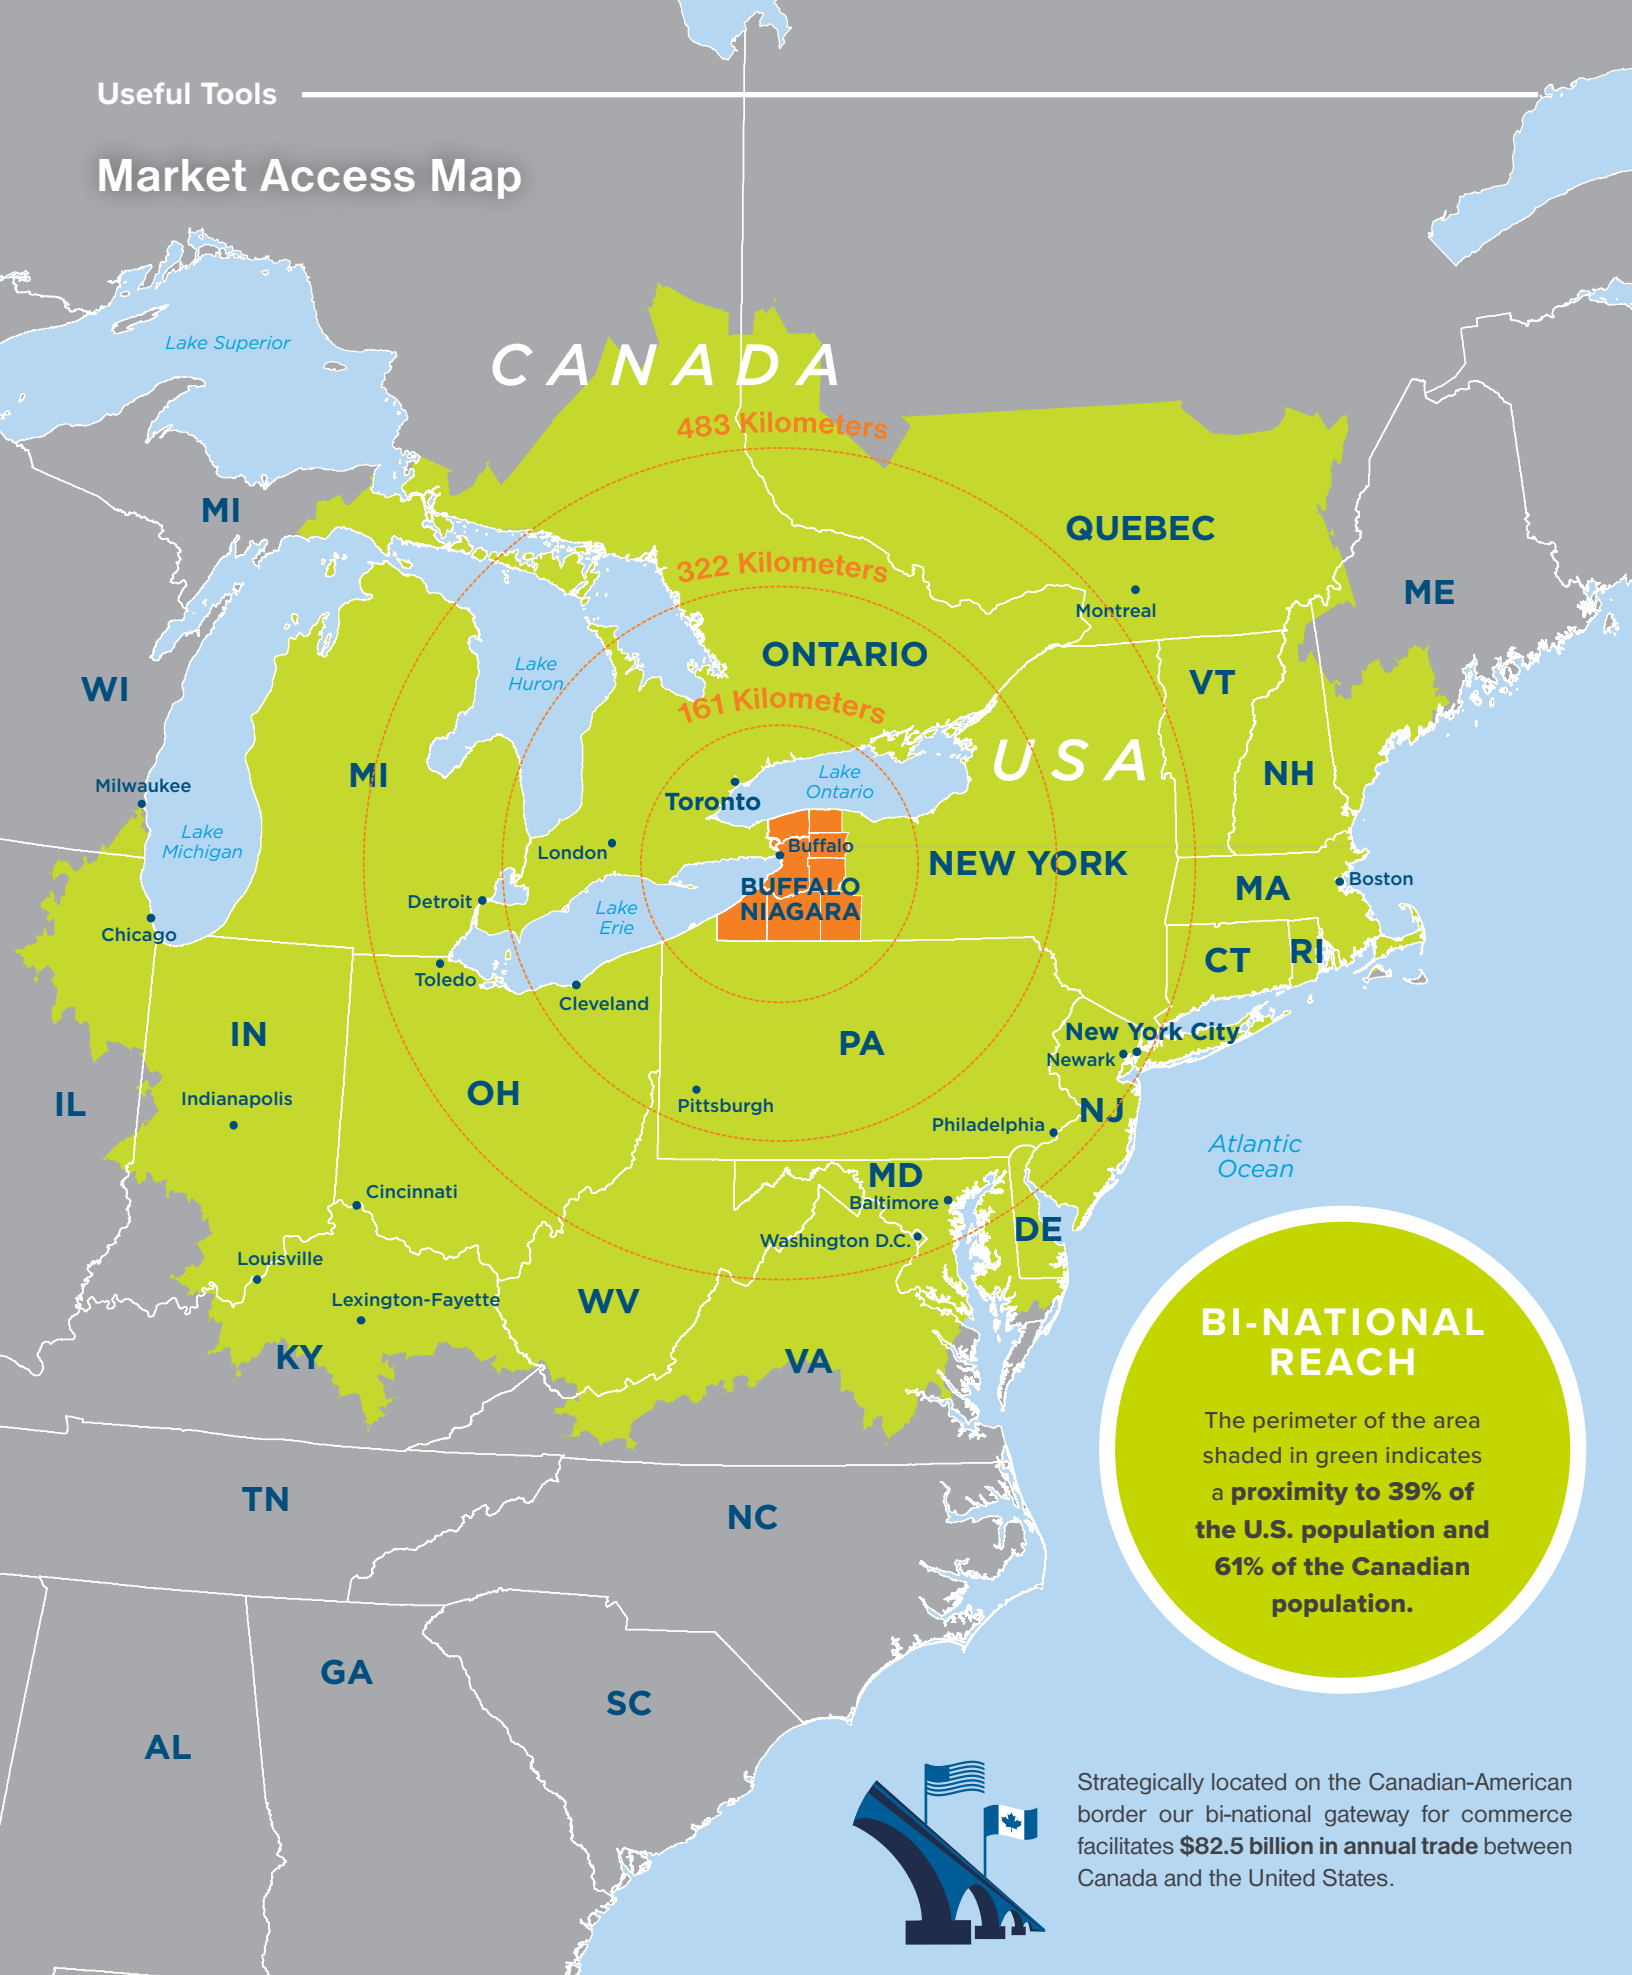 Useful Tools
Market Access Map
Lake Superior
CANADA
483 Kilometers
MI
QUEBEC
322 Kilometers
Montreal
ME
ONTARIO
Lake
Huron
WI
VT
161 Kilometers
USA
MI
Lake
Ontario
NH
Milwaukee
Toronto
Lake
Michigan
London
Buffalo
NEW YORK
BUFFALO
NIAGARA
MA
Boston
Detroit
Lake
Erie
Chicago
CT
RI
Toledo
Cleveland
IN
PA
New York City
Newark
OH
IL
Indianapolis
Pittsburgh
NJ
Philadelphia
Atlantic
Ocean
MD
Cincinnati
Baltimore
DE
Washington D.C.
Louisville
Lexington-Fayette
WV
KY
VA
BI-NATIONAL
REACH
The perimeter of the area
shaded in green indicates
a proximity to 39% of
the U.S. population and
61% of the Canadian
population.
TN
NC
GA
SC
AL
Strategically located on the Canadian-American
border our bi-national gateway for commerce
facilitates $82.5 billion in annual trade between
Canada and the United States.